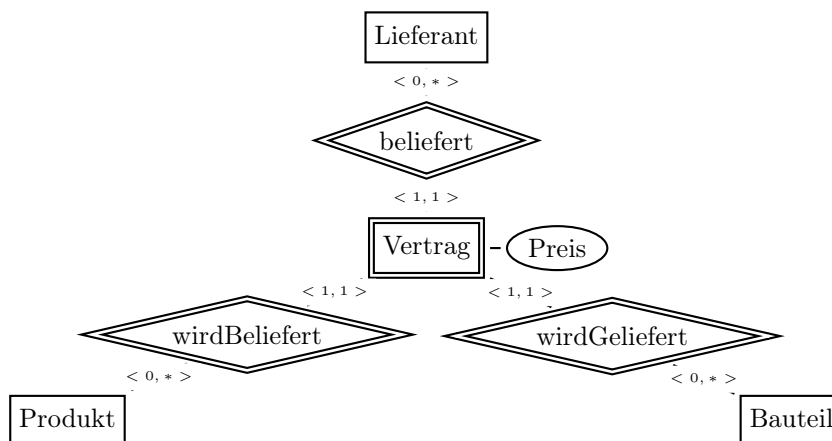 Lieferant
< 0, ∗ >
beliefert
< 1, 1 >
Vertrag
Preis
< 1, 1 >
< 1, 1 >
wirdBeliefert
wirdGeliefert
< 0, ∗ >
< 0, ∗ >
Produkt
Bauteil